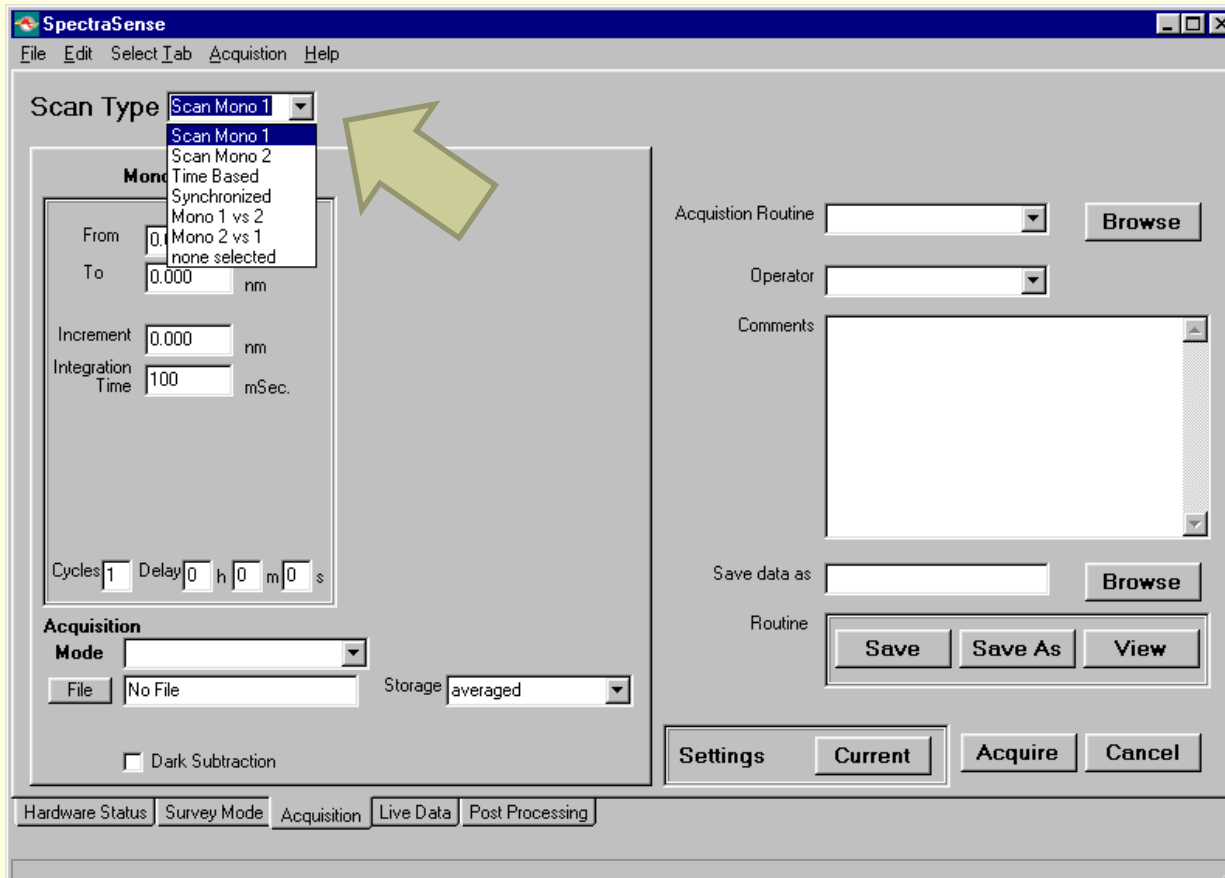 SpectraSense
File Edit Select Tab Acquistion Help
Scan Type Scan Mono 1
Scan Mono 1
Scan Mono 2
Time Based
Synchronized
Mono 1 vs 2
Mono 2 vs 1
none selected
From
To 0.000 nm
Increment 0.000 nm
Integration
Time 100 mSec.
Cycles 1 Delay 0 h 0 m 0 s
Acquisition
Mode
File No File
Storage averaged
Dark Subtraction
Acquistion Routine Browse
Operator
Comments
Save data as Browse
Routine Save Save As View
Settings Current Acquire Cancel
Hardware Status Survey Mode Acquisition Live Data Post Processing